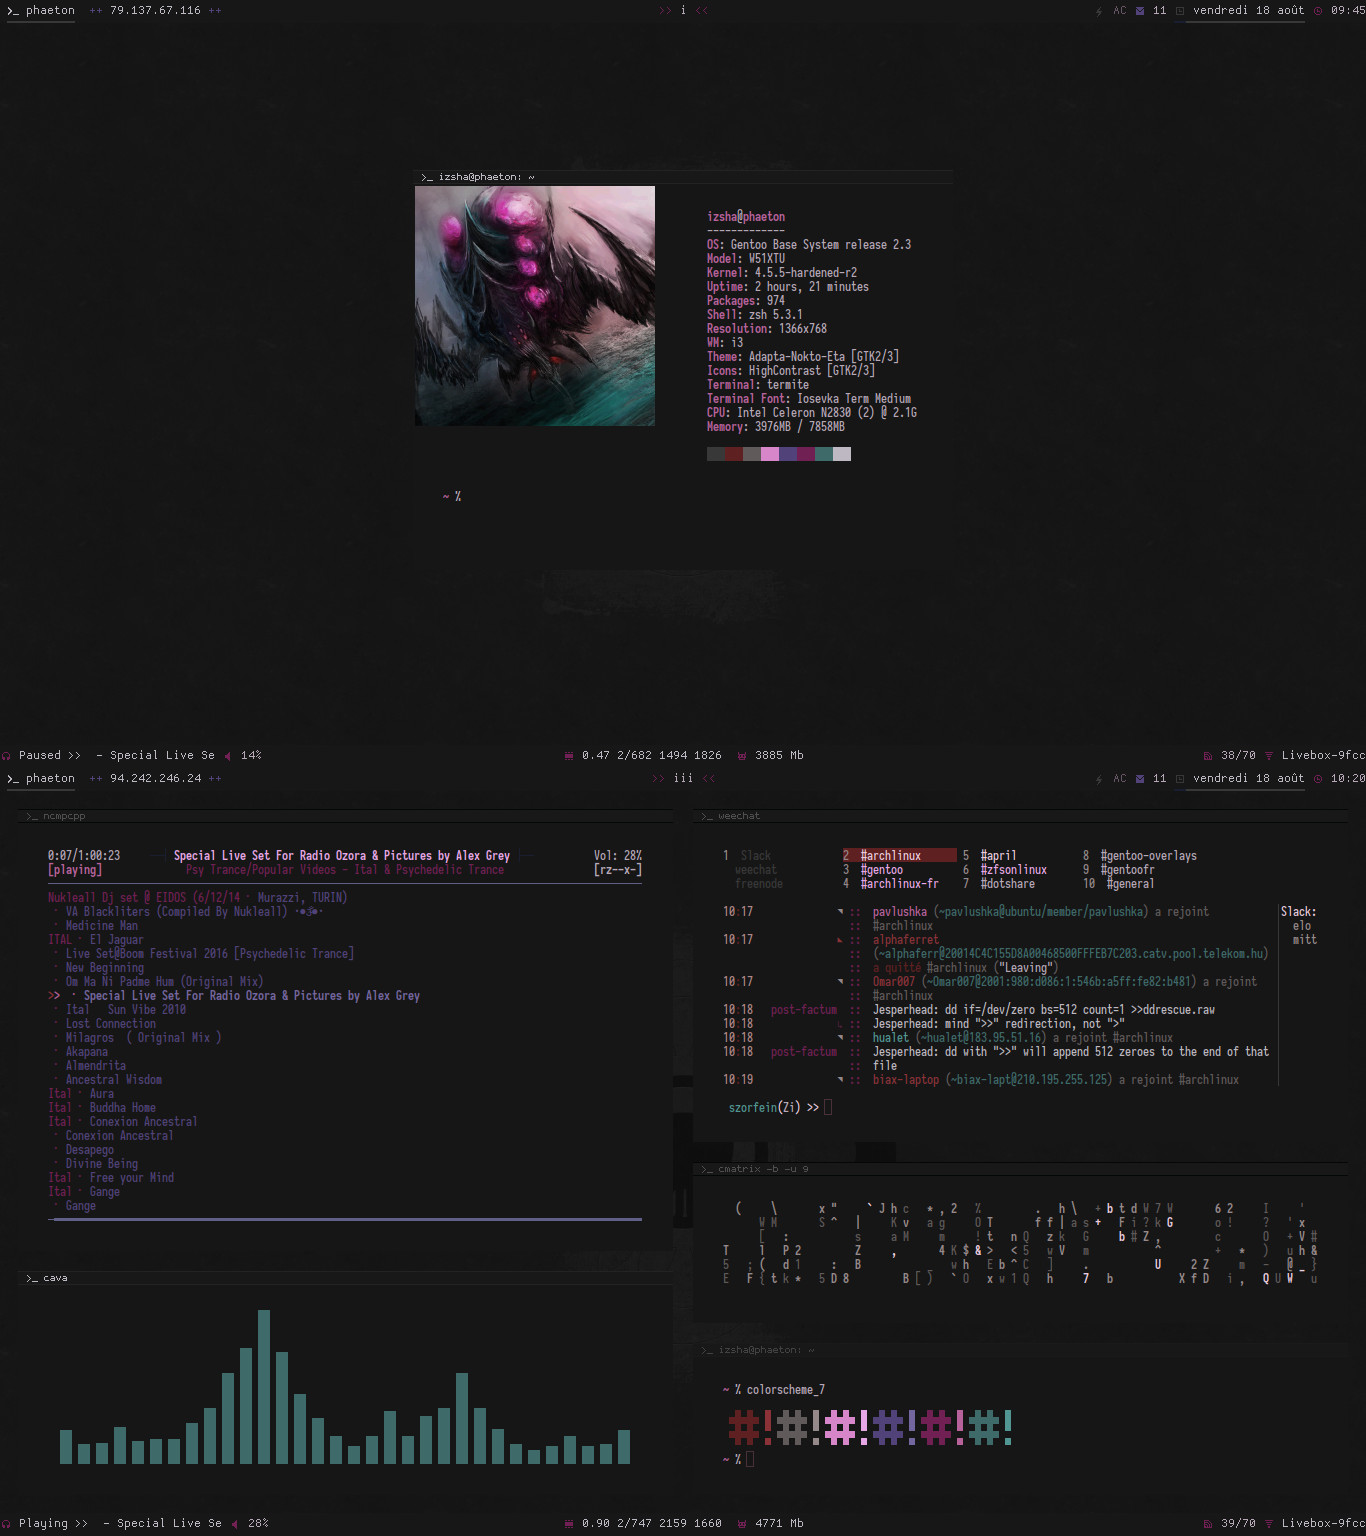 >_ phaeton ++ 79.137.67.116 ++ >> i << AC 11 vendredi 18 août 09:45
>_ izsha@phaeton: ~
izsha@phaeton
-------------
OS: Gentoo Base System release 2.3
Model: W51XTU
Kernel: 4.5.5-hardened-r2
Uptime: 2 hours, 21 minutes
Packages: 974
Shell: zsh 5.3.1
Resolution: 1366x768
WM: i3
Theme: Adapta-Nokto-Eta [GTK2/3]
Icons: HighContrast [GTK2/3]
Terminal: termite
Terminal Font: Iosevka Term Medium
CPU: Intel Celeron N2830 (2) @ 2.1G
Memory: 3976MB / 7858MB
~ %
Paused >> - Special Live Se 14% 0.47 2/682 1494 1826 3885 Mb 38/70 Livebox-9fcc
>_ phaeton ++ 94.242.246.24 ++ >> iii << AC 11 vendredi 18 août 10:20
>_ ncmpcpp
0:07/1:00:23 Special Live Set For Radio Ozora & Pictures by Alex Grey Vol: 28%
[playing] Psy Trance/Popular Videos - Ital & Psychedelic Trance [rz--x-]
Nukleall Dj set @ EIDOS (6/12/14 · Murazzi, TURIN)
· VA Blackliters (Compiled By Nukleall)
· Medicine Man
ITAL · El Jaguar
· Live Set@Boom Festival 2016 [Psychedelic Trance]
· New Beginning
· Om Ma Ni Padme Hum (Original Mix)
>> · Special Live Set For Radio Ozora & Pictures by Alex Grey
· Ital Sun Vibe 2010
· Lost Connection
· Milagros ( Original Mix )
· Akapana
· Almendrita
· Ancestral Wisdom
Ital · Aura
Ital · Buddha Home
Ital · Conexion Ancestral
· Conexion Ancestral
· Desapego
· Divine Being
Ital · Free your Mind
Ital · Gange
· Gange
>_ cava
>_ weechat
1 Slack 2 #archlinux 5 #april 8 #gentoo-overlays
weechat 3 #gentoo 6 #zfsonlinux 9 #gentoofr
freenode 4 #archlinux-fr 7 #dotshare 10 #general
10:17 :: pavlushka (~pavlushka@ubuntu/member/pavlushka) a rejoint
:: #archlinux
10:17 :: alphaferret
:: (~alphaferr@20014C4C155D8A00468500FFFEB7C203.catv.pool.telekom.hu)
:: a quitté #archlinux ("Leaving")
10:17 :: Omar007 (~Omar007@2001:980:d086:1:546b:a5ff:fe82:b481) a rejoint
:: #archlinux
10:18 post-factum :: Jesperhead: dd if=/dev/zero bs=512 count=1 >>ddrescue.raw
10:18 :: Jesperhead: mind ">>" redirection, not ">"
10:18 :: hualet (~hualet@183.95.51.16) a rejoint #archlinux
10:18 post-factum :: Jesperhead: dd with ">>" will append 512 zeroes to the end of that
:: file
10:19 :: biax-laptop (~biax-lapt@210.195.255.125) a rejoint #archlinux
Slack:
elo
mitt
szorfein(Zi) >>
>_ cmatrix -b -u 9
>_ izsha@phaeton: ~
~ % colorscheme_7
#!#!#!#!#!#!
~ %
Playing >> - Special Live Se 28% 0.90 2/747 2159 1660 4771 Mb 39/70 Livebox-9fcc